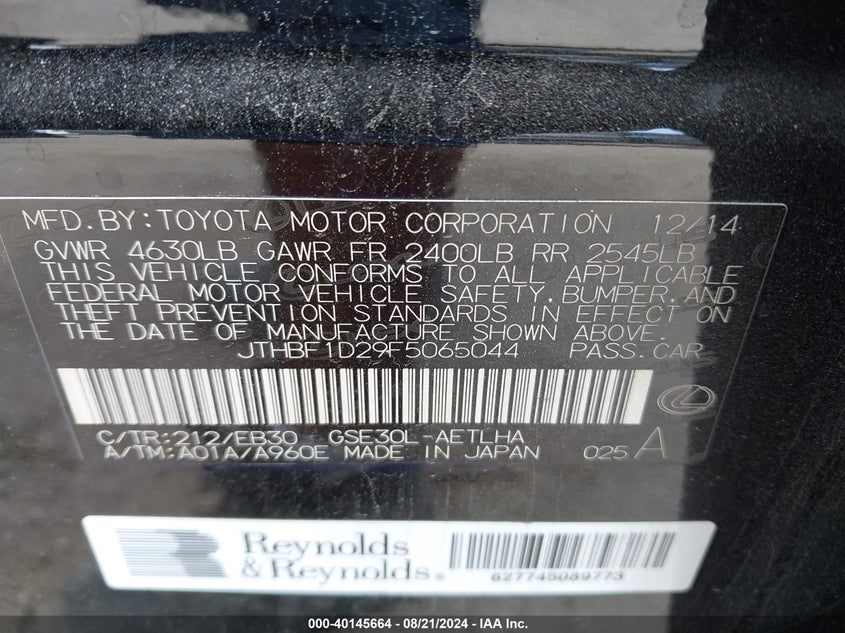 MFD.BY:TOYOTA MOTOR CORPORATION 12/14
GVWR 4630LB GAWR FR 2400LB RR 2545LB
THIS VEHICLE CONFORMS TO ALL APPLICABLE
FEDERAL MOTOR VEHICLE SAFETY,BUMPER,AND
THEFT PREVENTION STANDARDS IN EFFECT ON
THE DATE OF MANUFACTURE SHOWN ABOVE.
JTHBF1D29F5065044 PASS.CAR
C/TR:212/EB30 GSE30L-AETLHA
A/TM:A01A/A960E MADE IN JAPAN 025 A
Reynolds
& Reynolds®
627745089773
000-40145664 - 08/21/2024 - IAA Inc.